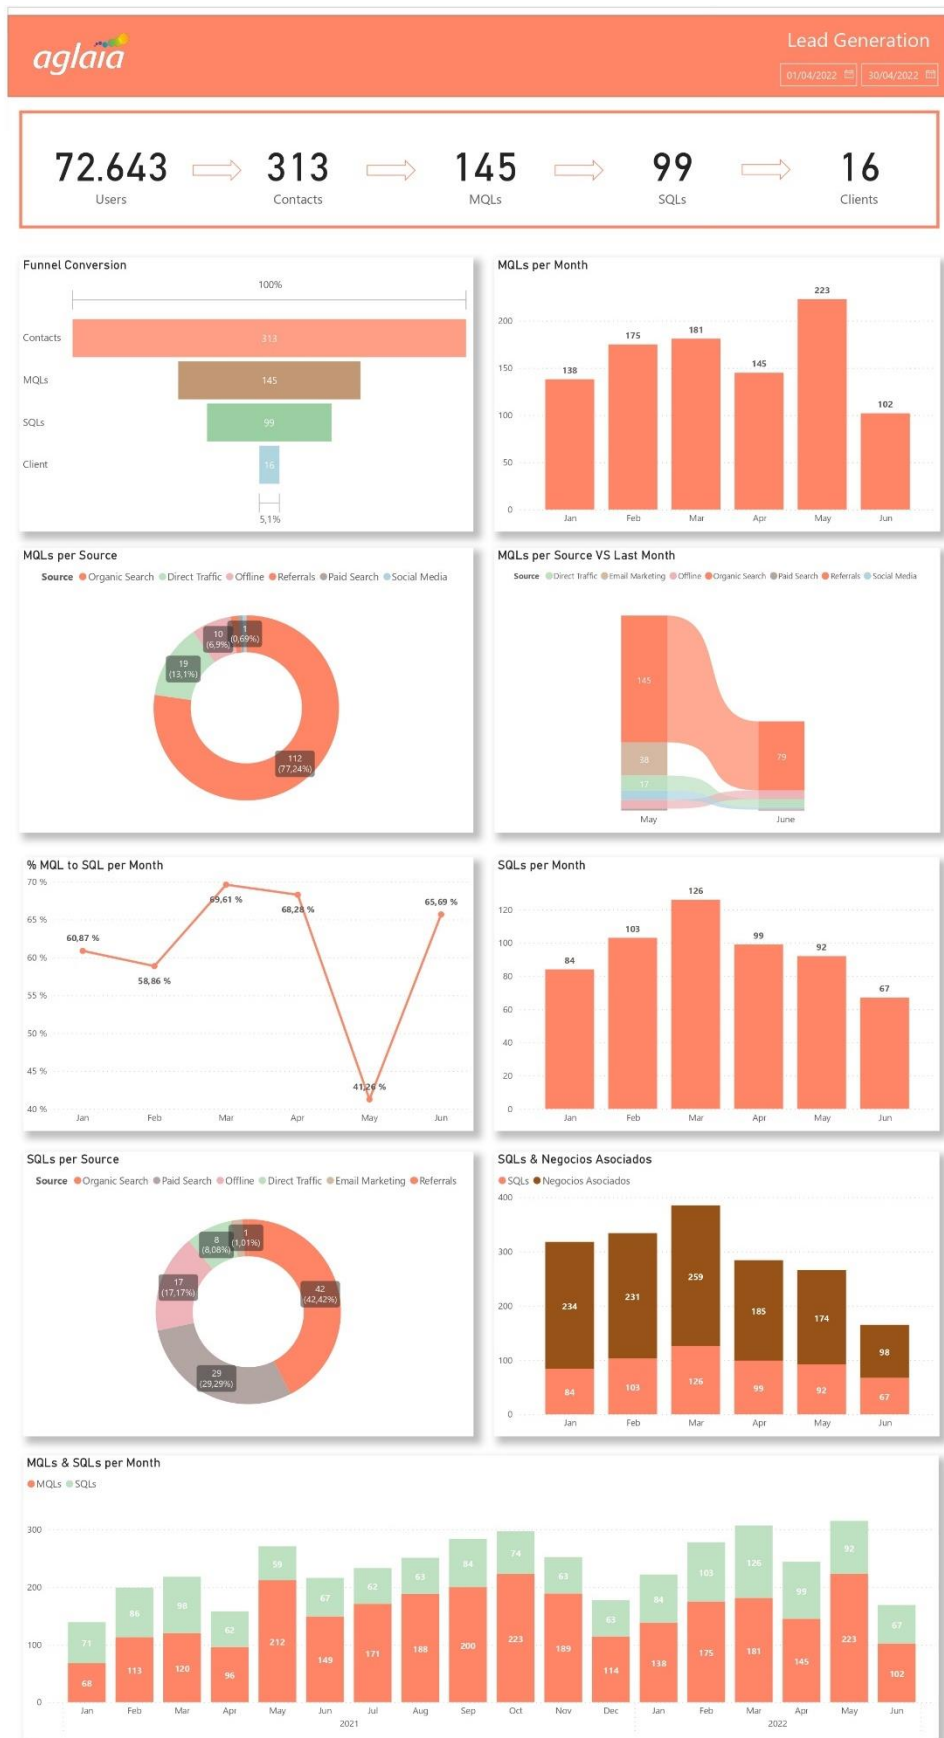 aglaia
Lead Generation
01/04/2022 30/04/2022
72.643 313 145 99 16
Users Contacts MQLs SQLs Clients
Funnel Conversion
100%
Contacts 313
MQLs 145
SQLs 99
Client 16
5,1%
MQLs per Month
223
200
181
175
150
145
138
100
102
50
0
Jan Feb Mar Apr May Jun
MQLs per Source
Source Organic Search Direct Traffic Offline Referrals Paid Search Social Media
1
(0,69%)
10
(6,9%)
19
(13,1%)
112
(77,24%)
MQLs per Source VS Last Month
Source Direct Traffic Email Marketing Offline Organic Search Paid Search Referrals Social Media
145
38
17
79
May June
% MQL to SQL per Month
70 %
65 %
60 %
55 %
50 %
45 %
40 %
60,87 %
58,86 %
69,61 %
68,28 %
41,26 %
65,69 %
Jan Feb Mar Apr May Jun
SQLs per Month
120
100
80
60
40
20
0
84 103 126 99 92 67
Jan Feb Mar Apr May Jun
SQLs per Source
Source Organic Search Paid Search Offline Direct Traffic Email Marketing Referrals
1
(1,01%)
8
(8,08%)
17
(17,17%)
42
(42,42%)
29
(29,29%)
SQLs & Negocios Asociados
SQLs Negocios Asociados
400
300
200
100
0
234 231 259 185 174 98
84 103 126 99 92 67
Jan Feb Mar Apr May Jun
MQLs & SQLs per Month
MQLs SQLs
300
200
100
0
71 86 98 62 59 67 62 63 84 74 63 63 84 103 126 99 92 67
68 113 120 96 212 149 171 188 200 223 189 114 138 175 181 145 223 102
Jan Feb Mar Apr May Jun Jul Aug Sep Oct Nov Dec Jan Feb Mar Apr May Jun
2021 2022